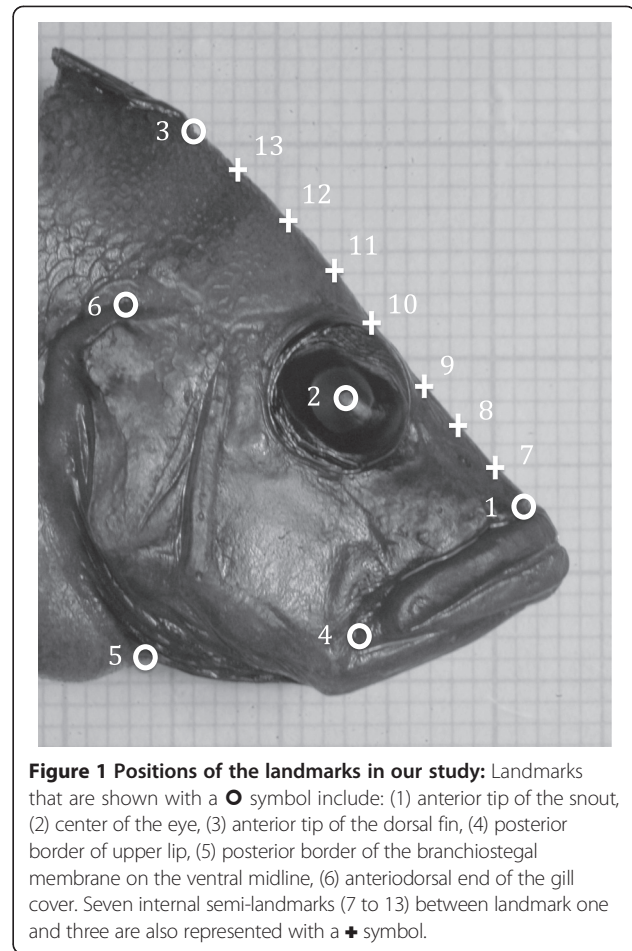 3
13
12
11
6
10
2
9
8
7
1
4
5
Figure 1 Positions of the landmarks in our study: Landmarks
that are shown with a O symbol include: (1) anterior tip of the snout,
(2) center of the eye, (3) anterior tip of the dorsal fin, (4) posterior
border of upper lip, (5) posterior border of the branchiostegal
membrane on the ventral midline, (6) anteriodorsal end of the gill
cover. Seven internal semi-landmarks (7 to 13) between landmark one
and three are also represented with a + symbol.